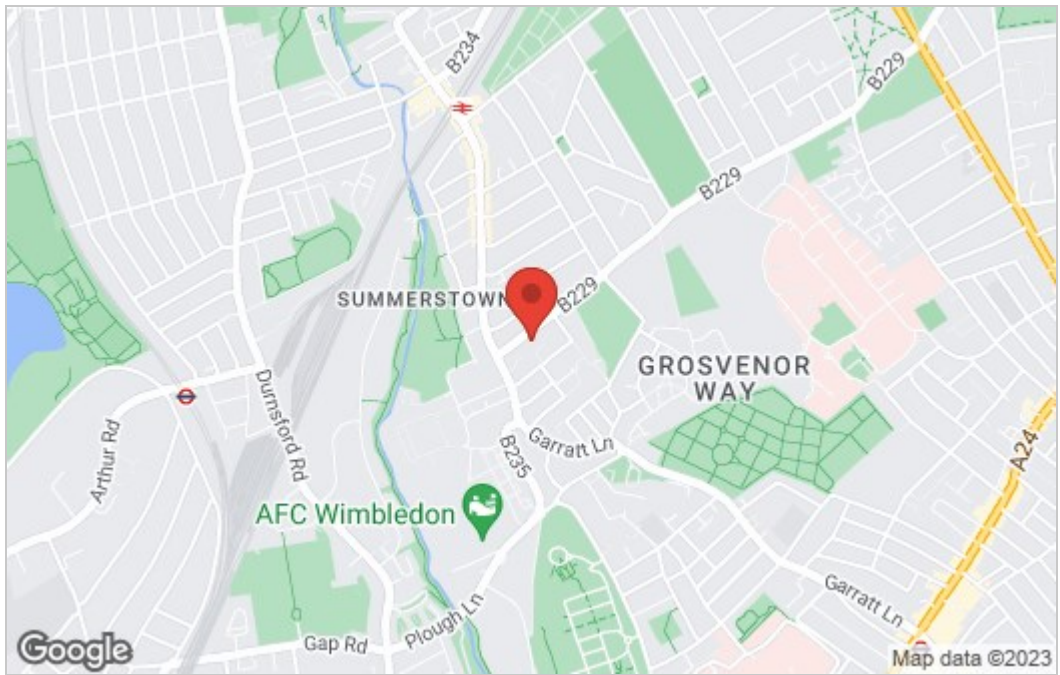 B234
B229
B229
SUMMERSTOWN
B229
GROSVENOR
WAY
Durnsford Rd
Arthur Rd
Garratt Ln
B235
A24
AFC Wimbledon
Garratt Ln
Plough Ln
Gap Rd
Google
Map data ©2023